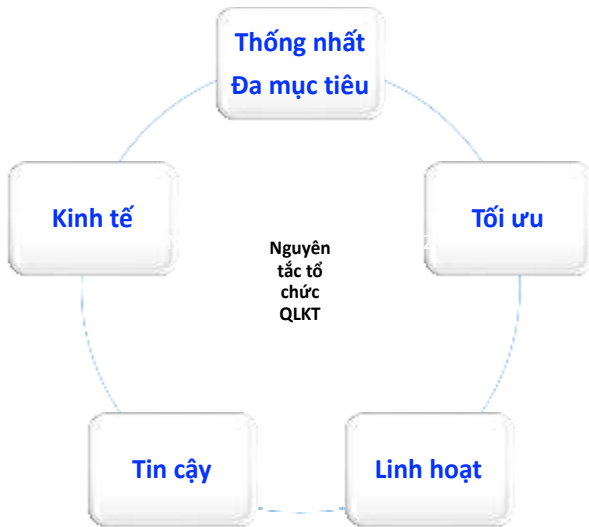 Thống nhất
Đa mục tiêu
Tối ưu
Linh hoạt
Tin cậy
Kinh tế
Nguyên
tắc tổ
chức
QLKT